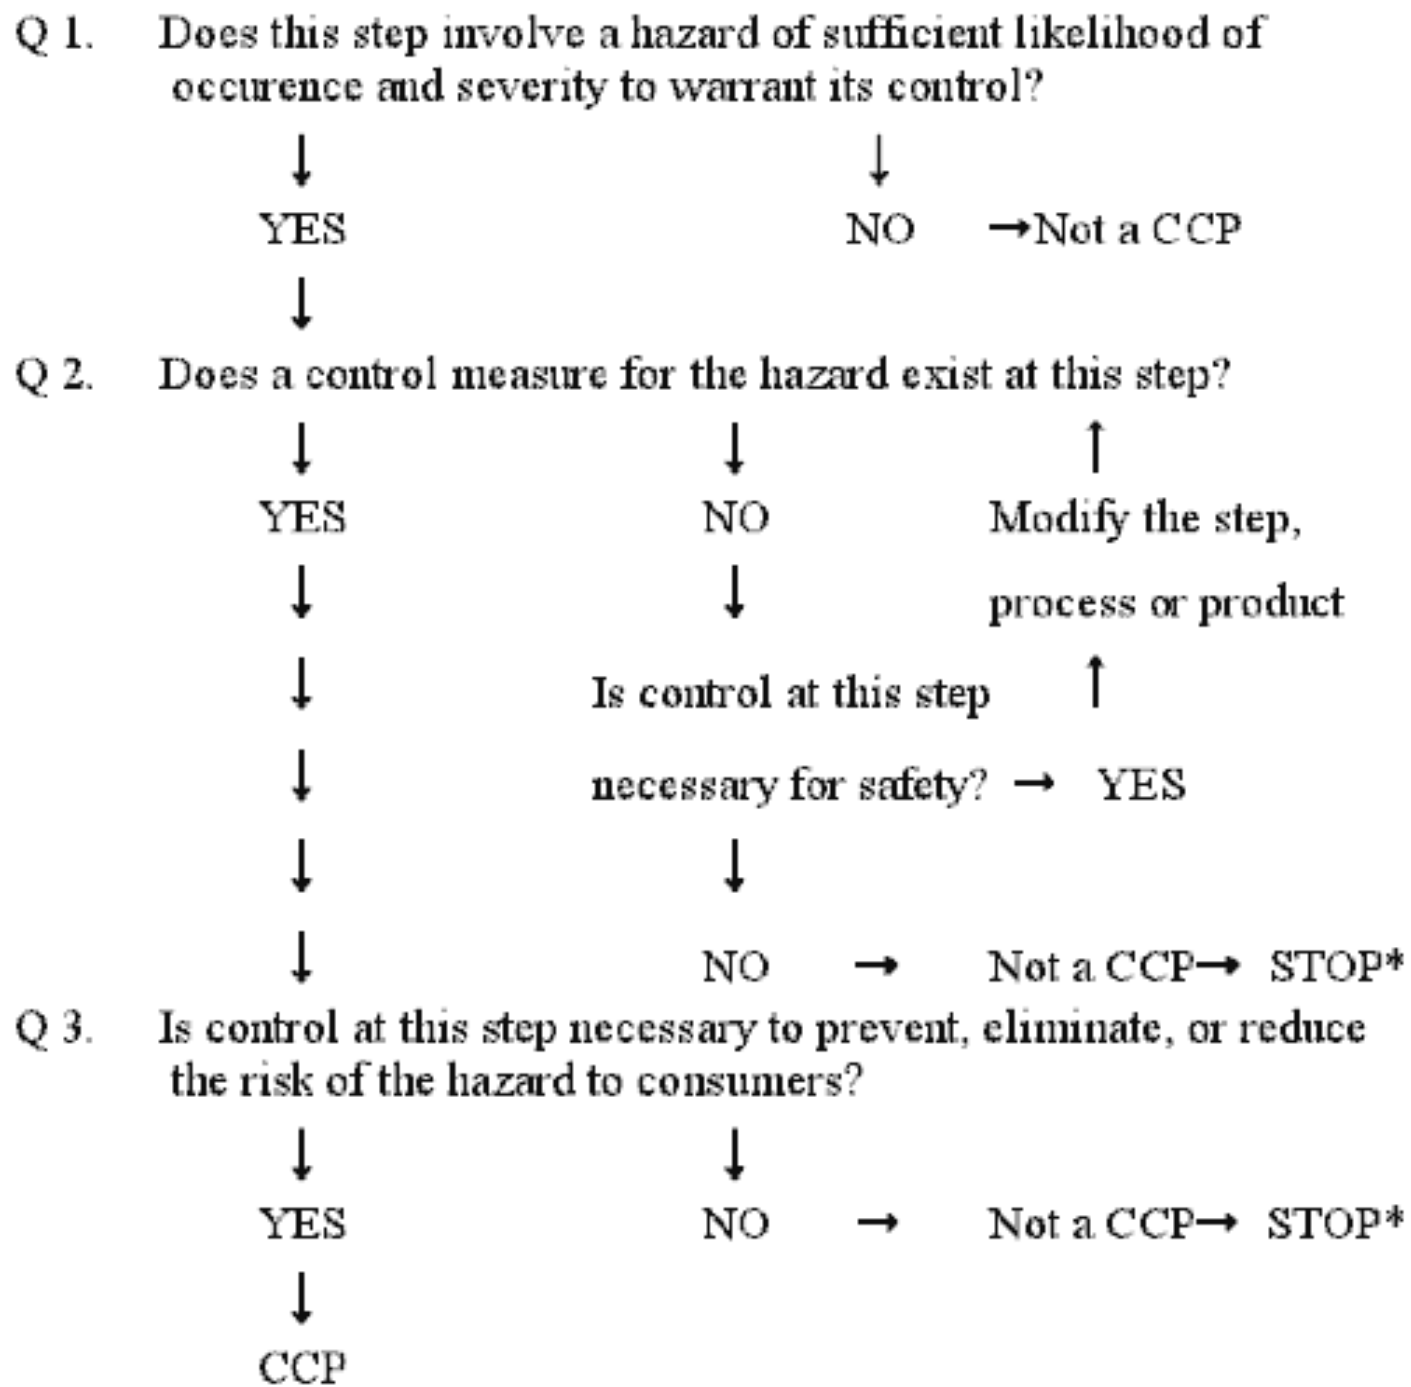 Q 1. Does this step involve a hazard of sufficient likelihood of
occurence and severity to warrant its control?
↓ ↓
YES NO →Not a CCP
↓
Q 2. Does a control measure for the hazard exist at this step?
↓ ↓ ↑
YES NO Modify the step,
↓ ↓ process or product
↓ Is control at this step ↑
↓ necessary for safety? → YES
↓ ↓
↓ NO → Not a CCP→ STOP*
Q 3. Is control at this step necessary to prevent, eliminate, or reduce
the risk of the hazard to consumers?
↓ ↓
YES NO → Not a CCP→ STOP*
↓
CCP